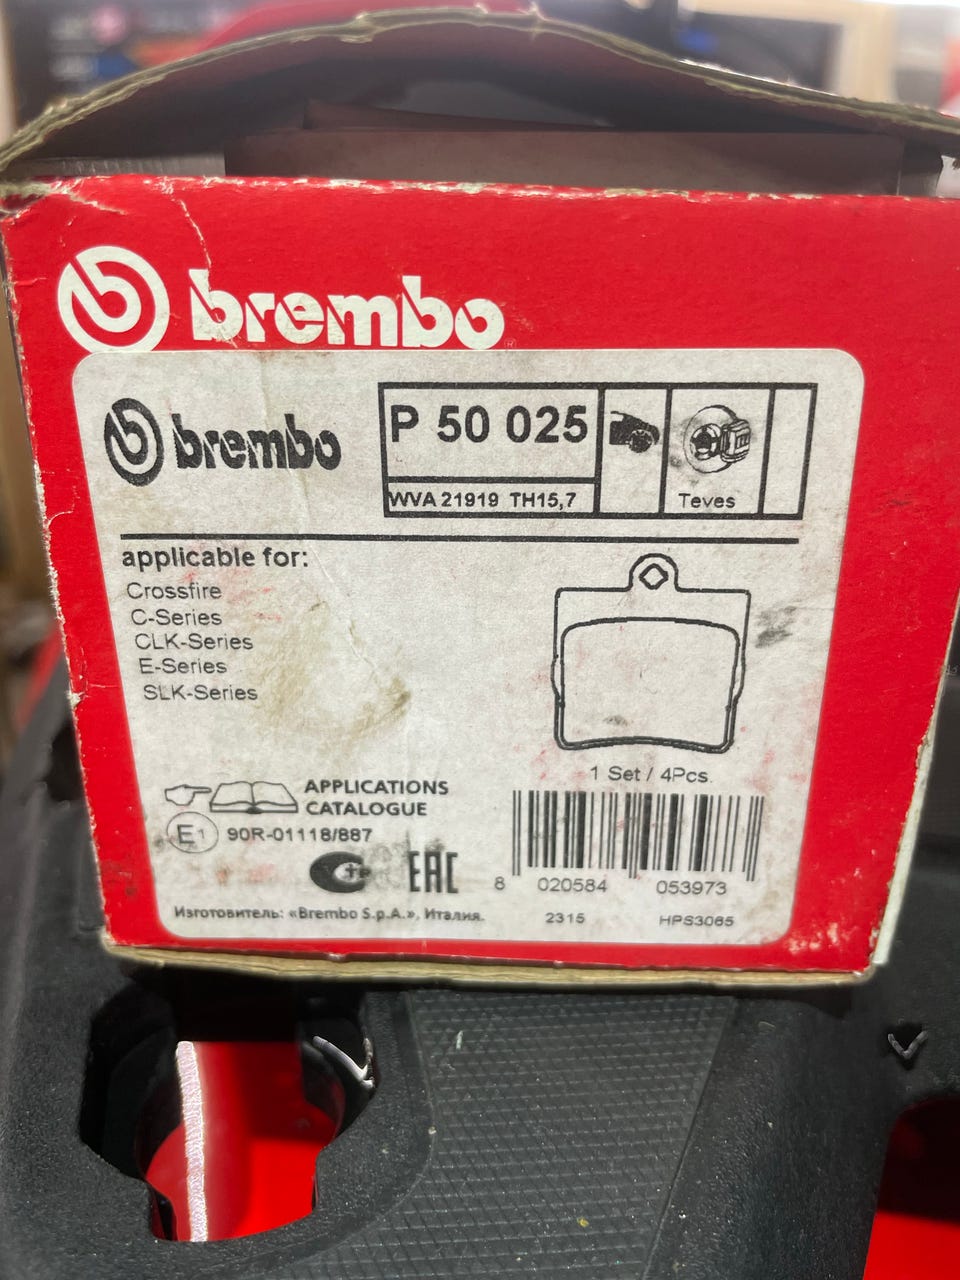 brembo
brembo
P 50 025
WVA 21919 TH15,7
Teves
applicable for:
Crossfire
C-Series
CLK-Series
E-Series
SLK-Series
1 Set / 4Pcs.
APPLICATIONS
CATALOGUE
E1 90R-01118/887
EAC
8 020584 053973
Изготовитель: «Brembo S.p.A.», Италия.
2315 HPS3065